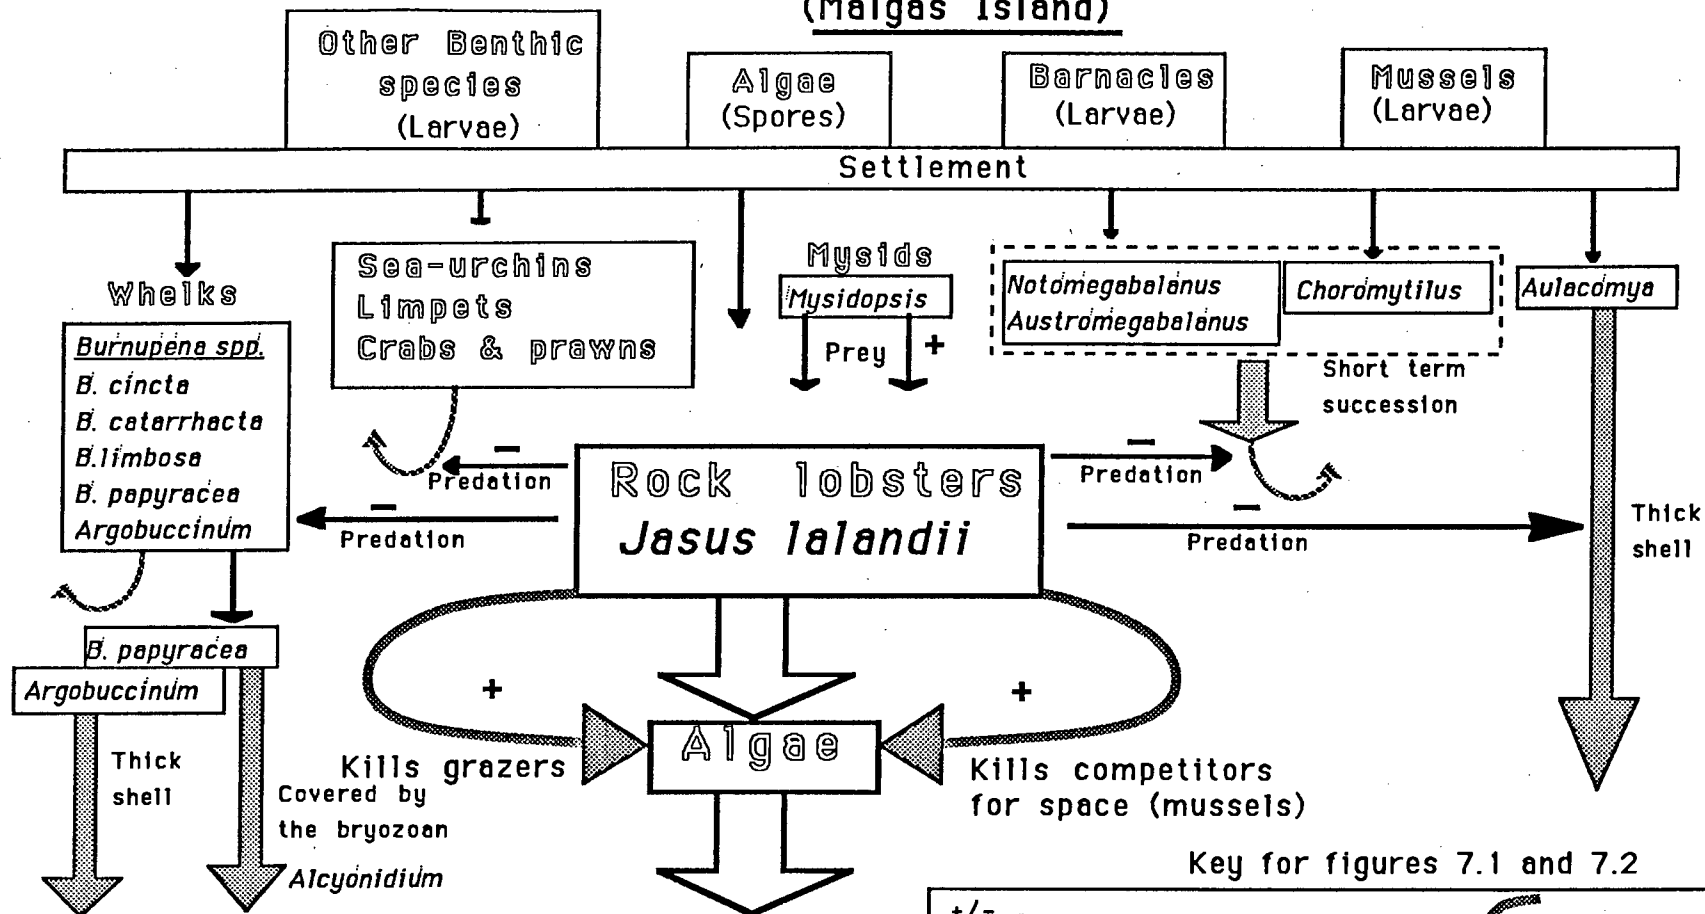 (Malgas Island)
Other Benthic
species
(Larvae)
Algae
(Spores)
Barnacles
(Larvae)
Mussels
(Larvae)
Settlement
Whelks
Burnupena spp.
B. cincta
B. catarrhacta
B.limbosa
B. papyracea
Argobuccinum
Sea-urchins
Limpets
Crabs & prawns
Mysids
Mysidopsis
Prey
+
Notomegabalanus
Austromegabalanus
Choromytilus
Aulacomya
Short term
succession
−
Predation
−
Predation
Rock lobsters
Jasus lalandii
−
Predation
−
Predation
Thick
shell
B. papyracea
Argobuccinum
Thick
shell
Covered by
the bryozoan
Alcyonidium
+
Kills grazers
Algae
+
Kills competitors
for space (mussels)
Key for figures 7.1 and 7.2
+/-